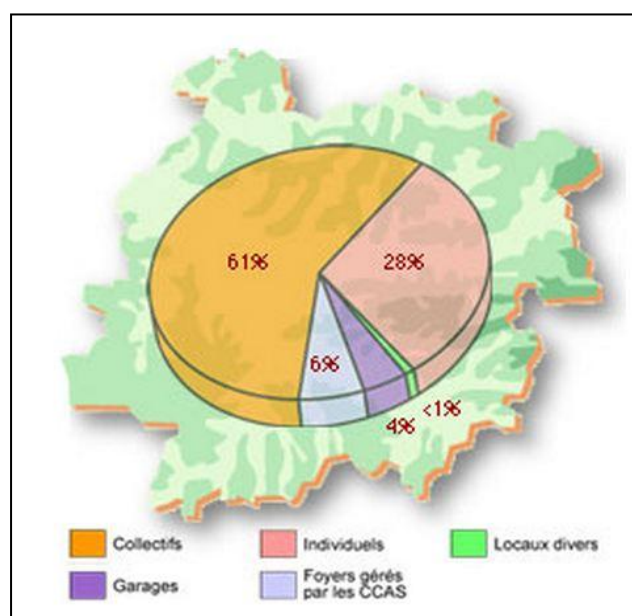 61%
28%
6%
4%
<1%
Collectifs
Individuels
Locaux divers
Garages
Foyers gérés
par les CCAS